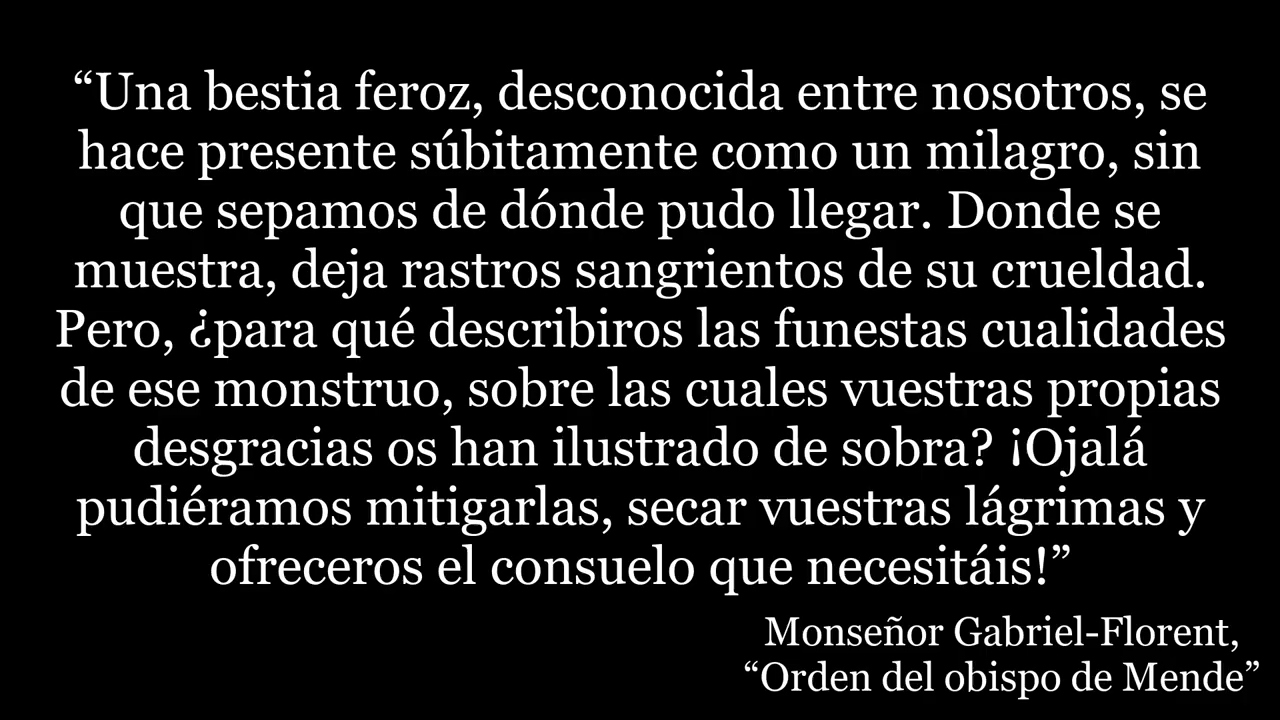 “Una bestia feroz, desconocida entre nosotros, se
hace presente súbitamente como un milagro, sin
que sepamos de dónde pudo llegar. Donde se
muestra, deja rastros sangrientos de su crueldad.
Pero, ¿para qué describiros las funestas cualidades
de ese monstruo, sobre las cuales vuestras propias
desgracias os han ilustrado de sobra? ¡Ojalá
pudiéramos mitigarlas, secar vuestras lágrimas y
ofreceros el consuelo que necesitáis!”
Monseñor Gabriel-Florent,
“Orden del obispo de Mende”